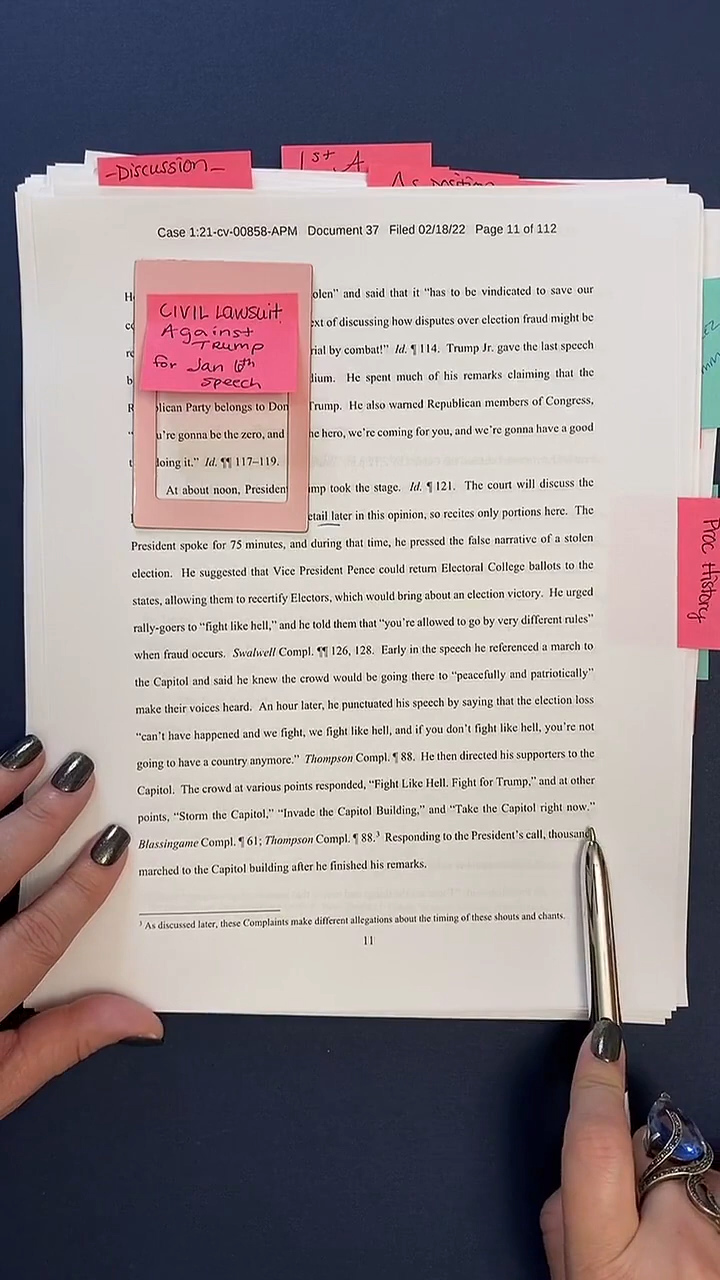 -Discussion-
1st A
As position
Case 1:21-cv-00858-APM Document 37 Filed 02/18/22 Page 11 of 112
H olen” and said that it “has to be vindicated to save our
CIVIL LAWSUIT
Against
TRUMP
for Jan 6th
speech
ext of discussing how disputes over election fraud might be
rial by combat!” Id. ¶ 114. Trump Jr. gave the last speech
dium. He spent much of his remarks claiming that the
R blican Party belongs to Don Trump. He also warned Republican members of Congress,
u’re gonna be the zero, and he hero, we’re coming for you, and we’re gonna have a good
t doing it.” Id. ¶¶ 117–119.
At about noon, Presiden mp took the stage. Id. ¶ 121. The court will discuss the
etail later in this opinion, so recites only portions here. The
President spoke for 75 minutes, and during that time, he pressed the false narrative of a stolen
election. He suggested that Vice President Pence could return Electoral College ballots to the
states, allowing them to recertify Electors, which would bring about an election victory. He urged
rally-goers to “fight like hell,” and he told them that “you’re allowed to go by very different rules”
when fraud occurs. Swalwell Compl. ¶¶ 126, 128. Early in the speech he referenced a march to
the Capitol and said he knew the crowd would be going there to “peacefully and patriotically”
make their voices heard. An hour later, he punctuated his speech by saying that the election loss
“can’t have happened and we fight, we fight like hell, and if you don’t fight like hell, you’re not
going to have a country anymore.” Thompson Compl. ¶ 88. He then directed his supporters to the
Capitol. The crowd at various points responded, “Fight Like Hell. Fight for Trump,” and at other
points, “Storm the Capitol,” “Invade the Capitol Building,” and “Take the Capitol right now.”
Blassingame Compl. ¶ 61; Thompson Compl. ¶ 88.³ Responding to the President’s call, thousand
marched to the Capitol building after he finished his remarks.
³ As discussed later, these Complaints make different allegations about the timing of these shouts and chants.
11
Proc History